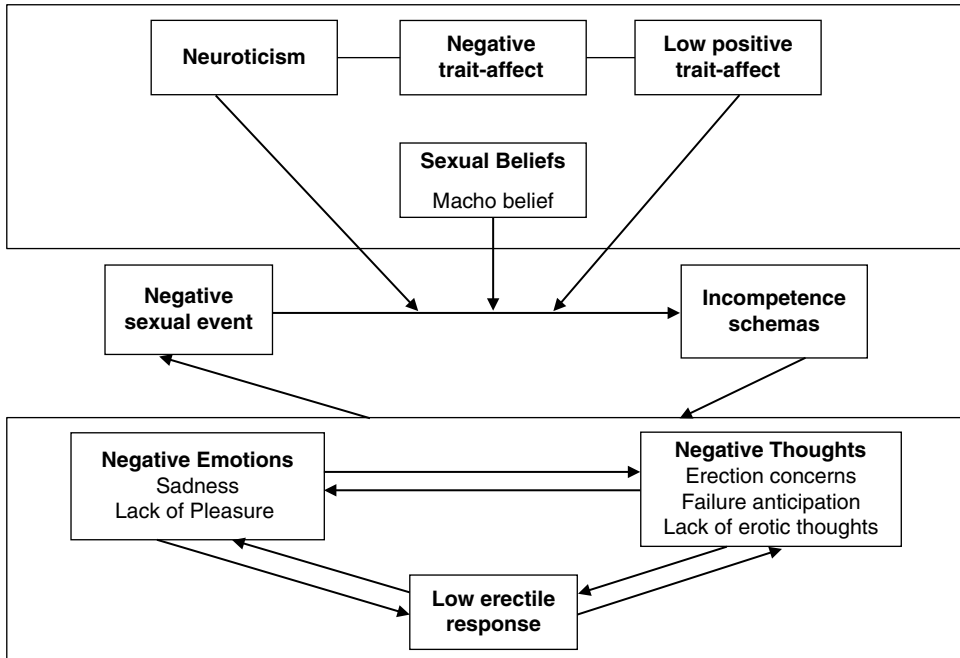 Neuroticism
Negative
trait-affect
Low positive
trait-affect
Sexual Beliefs
Macho belief
Negative
sexual event
Incompetence
schemas
Negative Emotions
Sadness
Lack of Pleasure
Negative Thoughts
Erection concerns
Failure anticipation
Lack of erotic thoughts
Low erectile
response